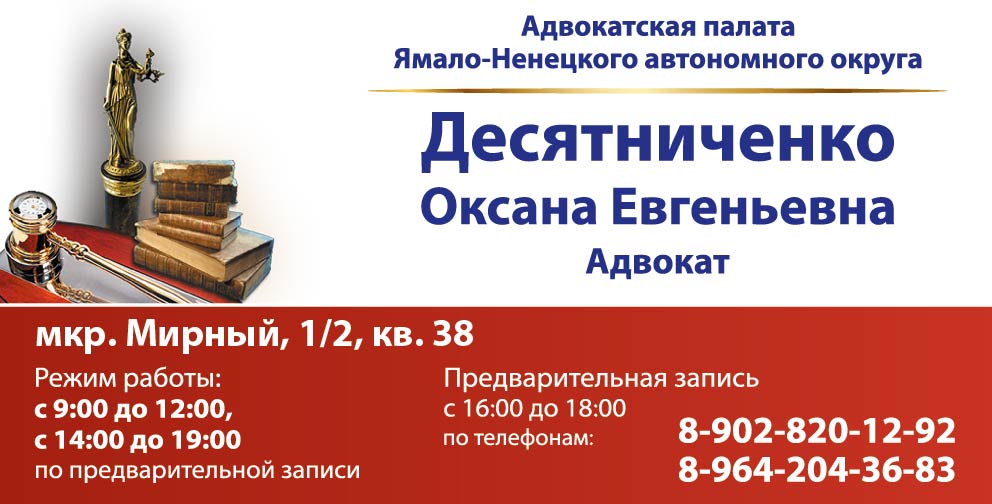 Адвокатская палата
Ямало-Ненецкого автономного округа
Десятниченко
Оксана Евгеньевна
Адвокат
мкр. Мирный, 1/2, кв. 38
Режим работы:
с 9:00 до 12:00,
с 14:00 до 19:00
по предварительной записи
Предварительная запись
с 16:00 до 18:00
по телефонам:
8-902-820-12-92
8-964-204-36-83